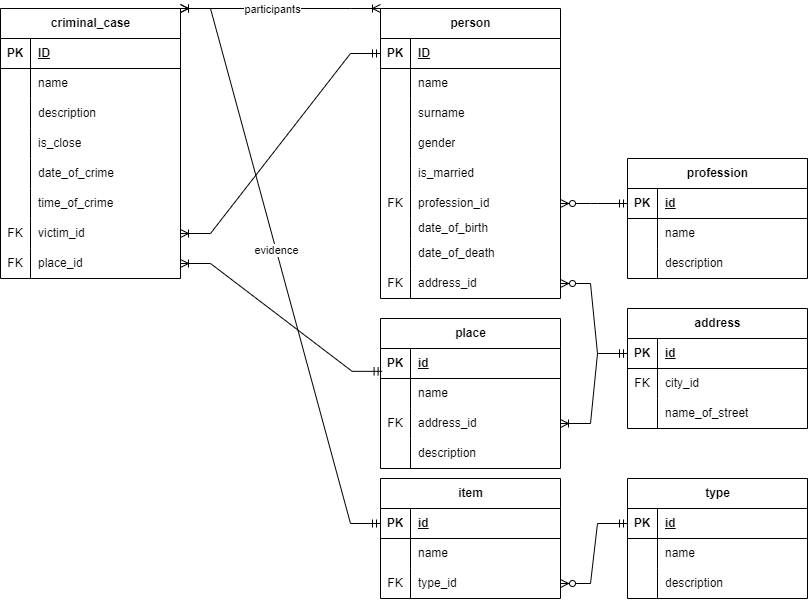 criminal_case
PK ID
name
description
is_close
date_of_crime
time_of_crime
FK victim_id
FK place_id
participants
evidence
person
PK ID
name
surname
gender
is_married
FK profession_id
date_of_birth
date_of_death
FK address_id
profession
PK id
name
description
place
PK id
name
FK address_id
description
address
PK id
FK city_id
name_of_street
item
PK id
name
FK type_id
type
PK id
name
description